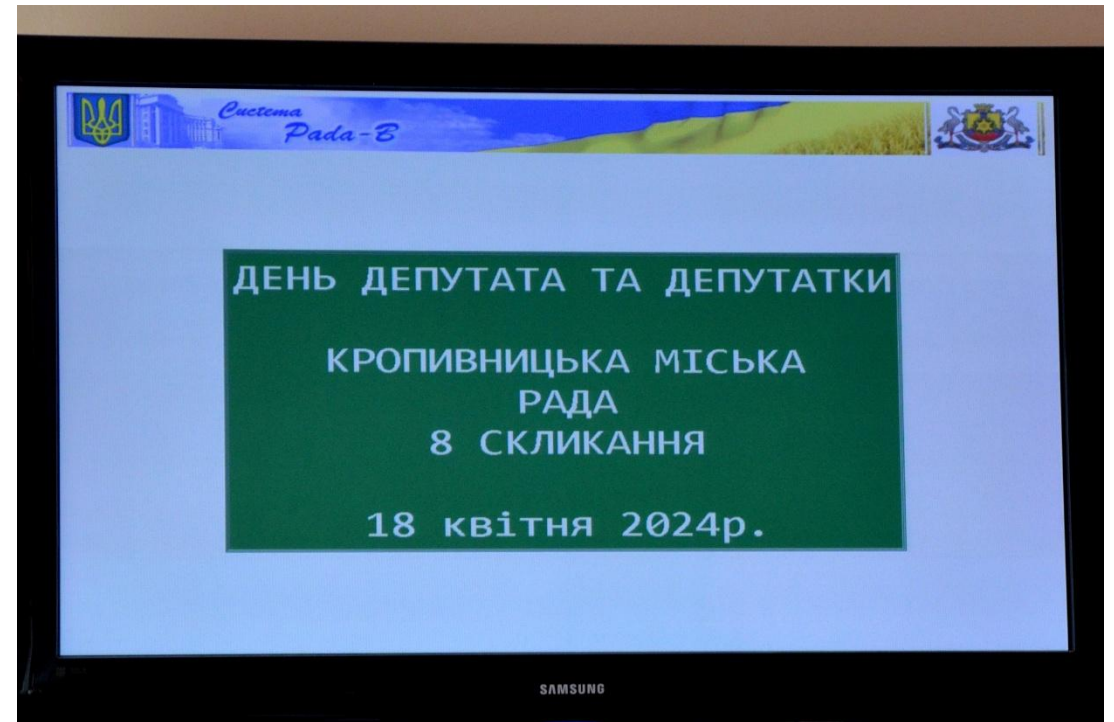 Система
Рада-В
ДЕНЬ ДЕПУТАТА ТА ДЕПУТАТКИ
КРОПИВНИЦЬКА МІСЬКА
РАДА
8 СКЛИКАННЯ
18 квітня 2024р.
SAMSUNG